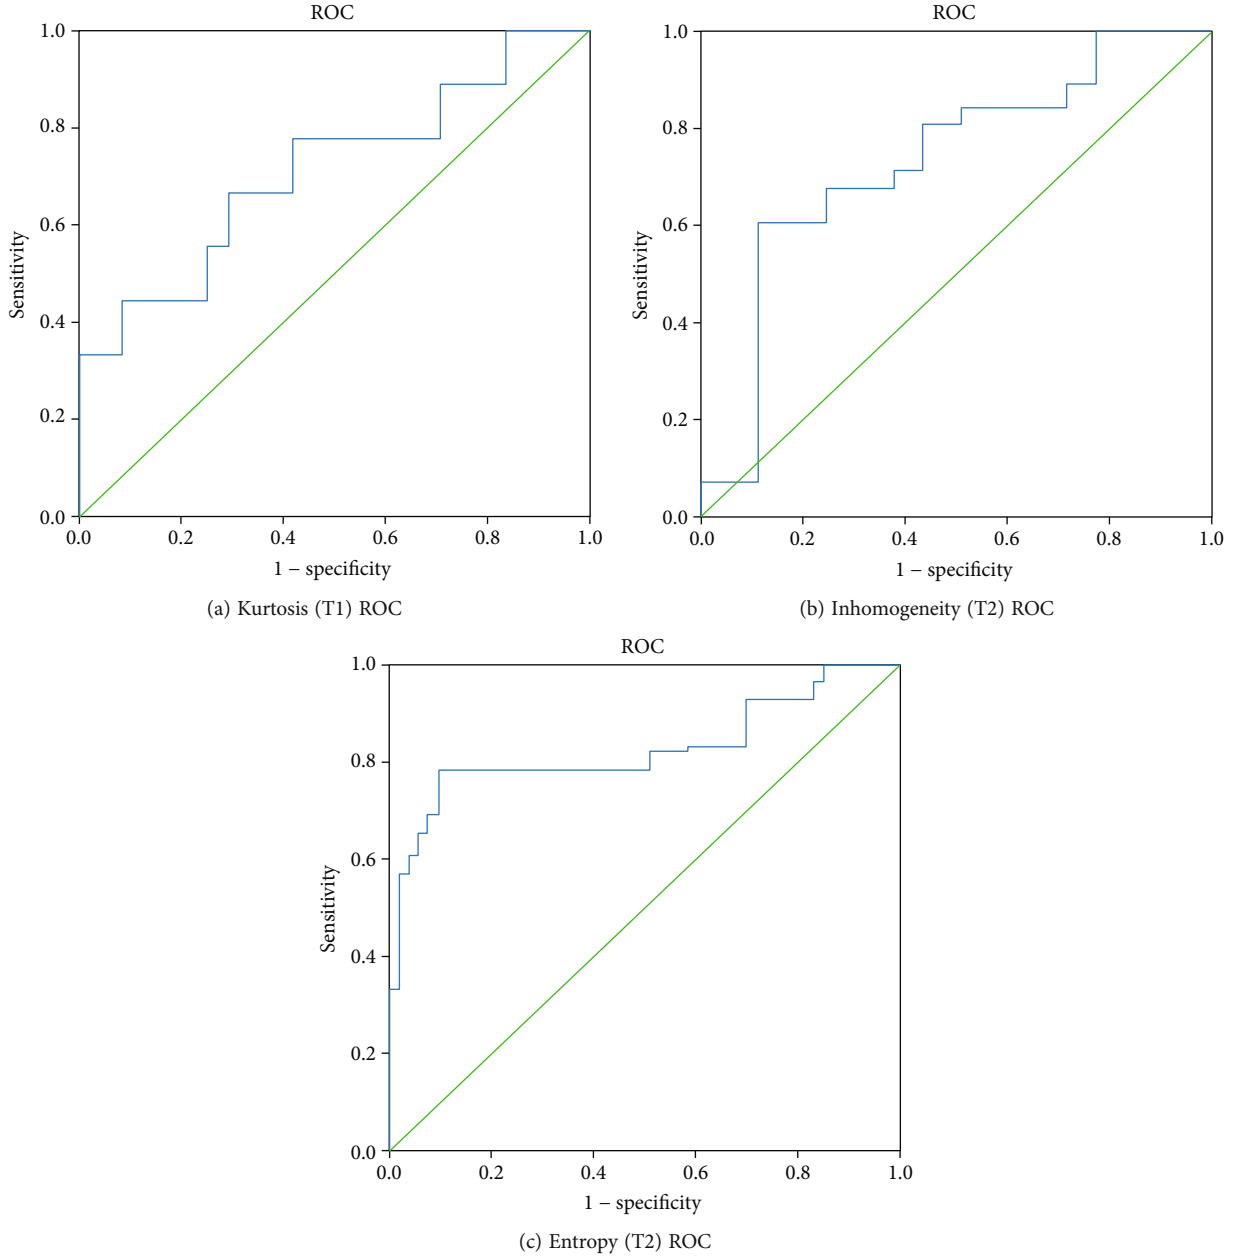 ROC
1.0
0.8
0.6
0.4
0.2
0.0
Sensitivity
0.0 0.2 0.4 0.6 0.8 1.0
1 − specificity
(a) Kurtosis (T1) ROC
ROC
1.0
0.8
0.6
0.4
0.2
0.0
Sensitivity
0.0 0.2 0.4 0.6 0.8 1.0
1 − specificity
(b) Inhomogeneity (T2) ROC
ROC
1.0
0.8
0.6
0.4
0.2
0.0
Sensitivity
0.0 0.2 0.4 0.6 0.8 1.0
1 − specificity
(c) Entropy (T2) ROC